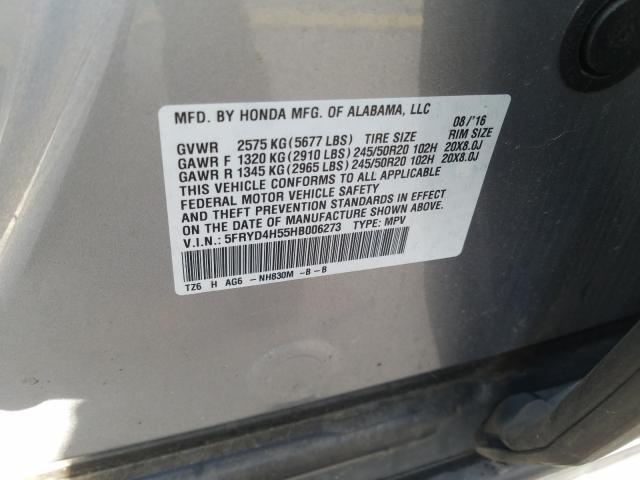 MFD. BY HONDA MFG. OF ALABAMA, LLC 08/'16
GVWR 2575 KG (5677 LBS) TIRE SIZE RIM SIZE
GAWR F 1320 KG (2910 LBS) 245/50R20 102H 20X8.0J
GAWR R 1345 KG (2965 LBS) 245/50R20 102H 20X8.0J
THIS VEHICLE CONFORMS TO ALL APPLICABLE
FEDERAL MOTOR VEHICLE SAFETY
AND THEFT PREVENTION STANDARDS IN EFFECT
ON THE DATE OF MANUFACTURE SHOWN ABOVE.
V.I.N.: 5FRYD4H55HB006273 TYPE: MPV
TZ6 H AG6 -NH830M -B -B